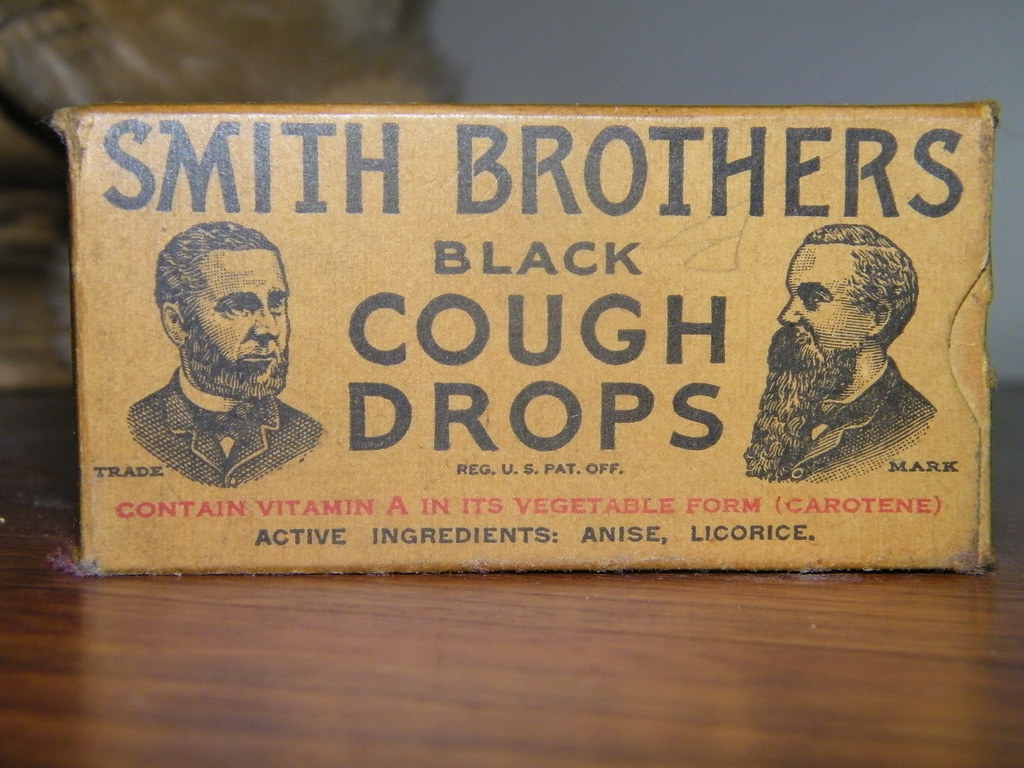 SMITH BROTHERS
BLACK
COUGH
DROPS
TRADE REG. U. S. PAT. OFF. MARK
CONTAIN VITAMIN A IN ITS VEGETABLE FORM (CAROTENE)
ACTIVE INGREDIENTS: ANISE, LICORICE.